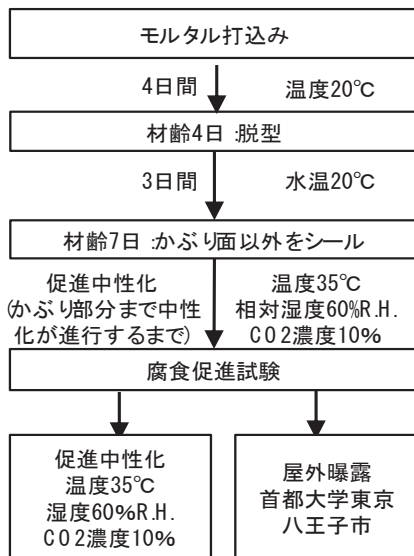 モルタル打込み
4日間 温度20℃
材齢4日:脱型
3日間 水温20℃
材齢7日:かぶり面以外をシール
促進中性化
(かぶり部分まで中性
化が進行するまで)
温度35℃
相対湿度60%R.H.
CO2濃度10%
腐食促進試験
促進中性化
温度35℃
湿度60%R.H.
CO2濃度10%
屋外曝露
首都大学東京
八王子市